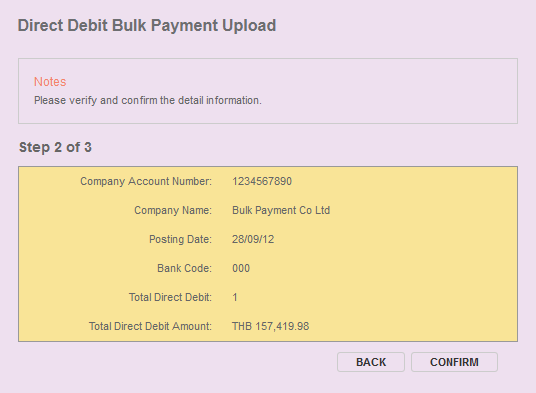 Direct Debit Bulk Payment Upload
Notes
Please verify and confirm the detail information.
Step 2 of 3
Company Account Number: 1234567890
Company Name: Bulk Payment Co Ltd
Posting Date: 28/09/12
Bank Code: 000
Total Direct Debit: 1
Total Direct Debit Amount: THB 157,419.98
BACK CONFIRM